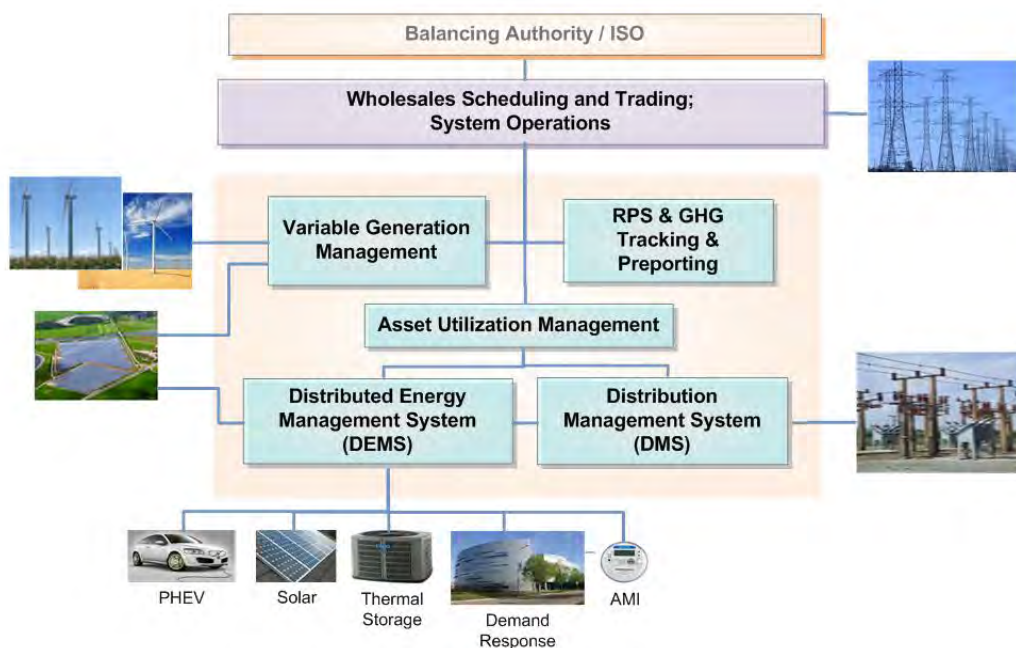 Balancing Authority / ISO
Wholesales Scheduling and Trading;
System Operations
Variable Generation
Management
RPS & GHG
Tracking &
Preporting
Asset Utilization Management
Distributed Energy
Management System
(DEMS)
Distribution
Management System
(DMS)
PHEV
Solar
Thermal
Storage
Demand
Response
AMI